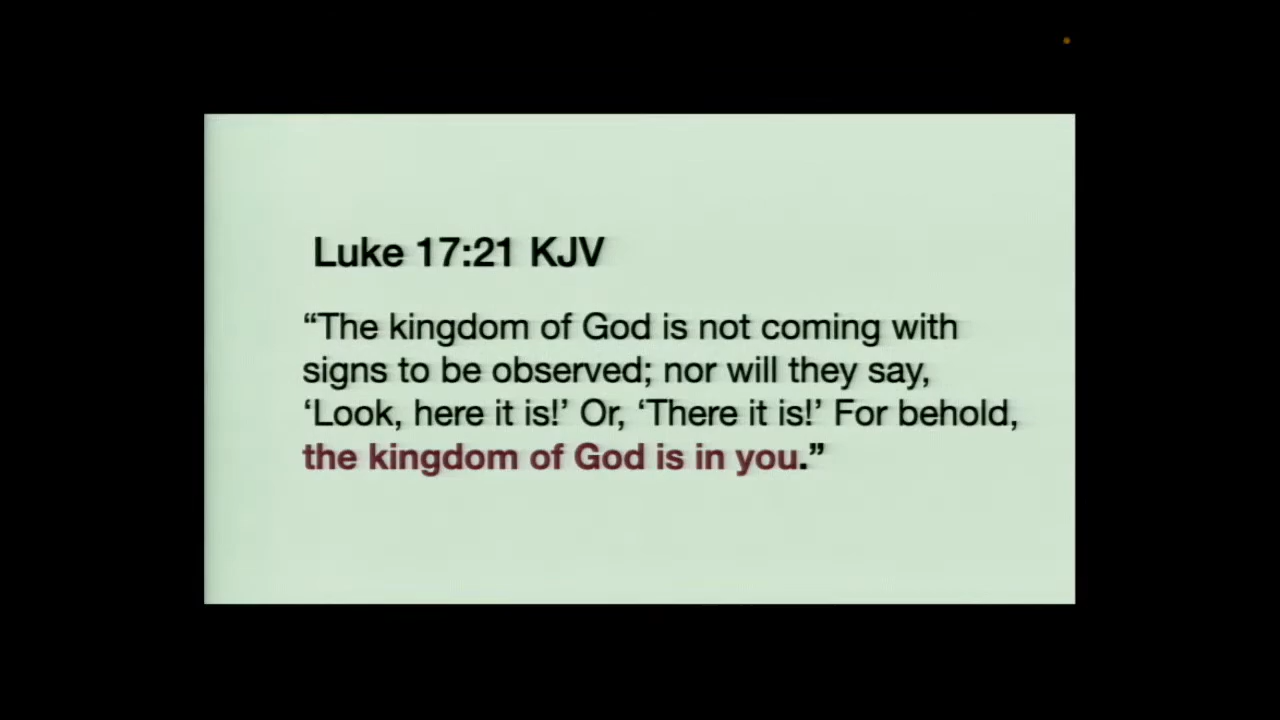 Luke 17:21 KJV
“The kingdom of God is not coming with
signs to be observed; nor will they say,
‘Look, here it is!’ Or, ‘There it is!’ For behold,
the kingdom of God is in you.”